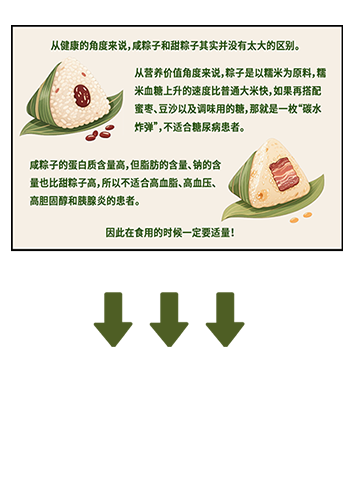 从健康的角度来说，咸粽子和甜粽子其实并没有太大的区别。
从营养价值角度来说，粽子是以糯米为原料，糯
米血糖上升的速度比普通大米快，如果再搭配
蜜枣、豆沙以及调味用的糖，那就是一枚“碳水
炸弹”，不适合糖尿病患者。
咸粽子的蛋白质含量高，但脂肪的含量、钠的含
量也比甜粽子高，所以不适合高血脂、高血压、
高胆固醇和胰腺炎的患者。
因此在食用的时候一定要适量！